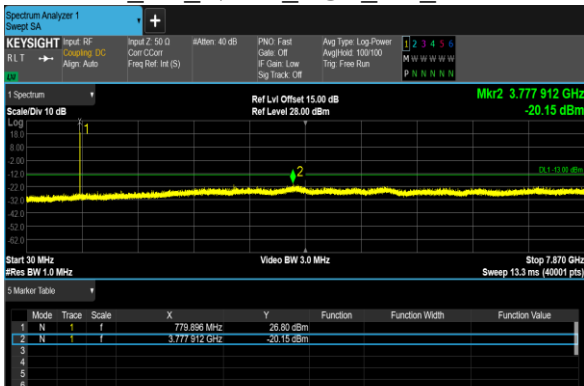 Spectrum Analyzer 1
Swept SA
+
KEYSIGHT Input: RF Input Z: 50 Ω #Atten: 40 dB PNO: Fast Avg Type: Log-Power 1 2 3 4 5 6
RLT Coupling: DC Corr CCorr Gate: Off Avg|Hold: 100/100 M W W W W W
Align: Auto Freq Ref: Int (S) IF Gain: Low Trig: Free Run
LV Sig Track: Off P N N N N N
1 Spectrum Ref Lvl Offset 15.00 dB Mkr2 3.777 912 GHz
Scale/Div 10 dB Ref Level 28.00 dBm -20.15 dBm
Log
18.0
8.00
-2.00
-12.0
-22.0
-32.0
-42.0
-52.0
-62.0
1
2
DL1 -13.00 dBm
Start 30 MHz Video BW 3.0 MHz Stop 7.870 GHz
#Res BW 1.0 MHz Sweep 13.3 ms (40001 pts)
5 Marker Table
Mode Trace Scale X Y Function Function Width Function Value
1 N 1 f 779.896 MHz 26.80 dBm
2 N 1 f 3.777 912 GHz -20.15 dBm
3
4
5
6